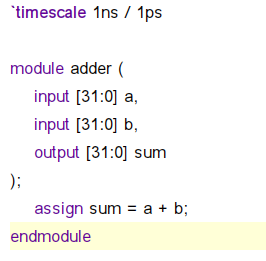 `timescale 1ns / 1ps

module adder (
    input [31:0] a,
    input [31:0] b,
    output [31:0] sum
);
    assign sum = a + b;
endmodule